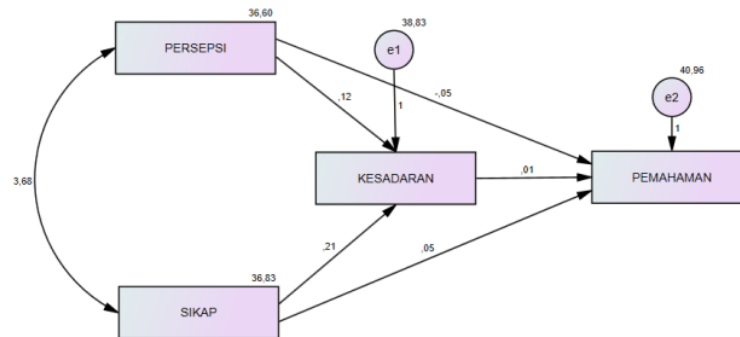 36,60
38,83
PERSEPSI
e1
40,96
e2
-,05
,12
1
1
3,68
KESADARAN
,01
PEMAHAMAN
,21
,05
36,83
SIKAP